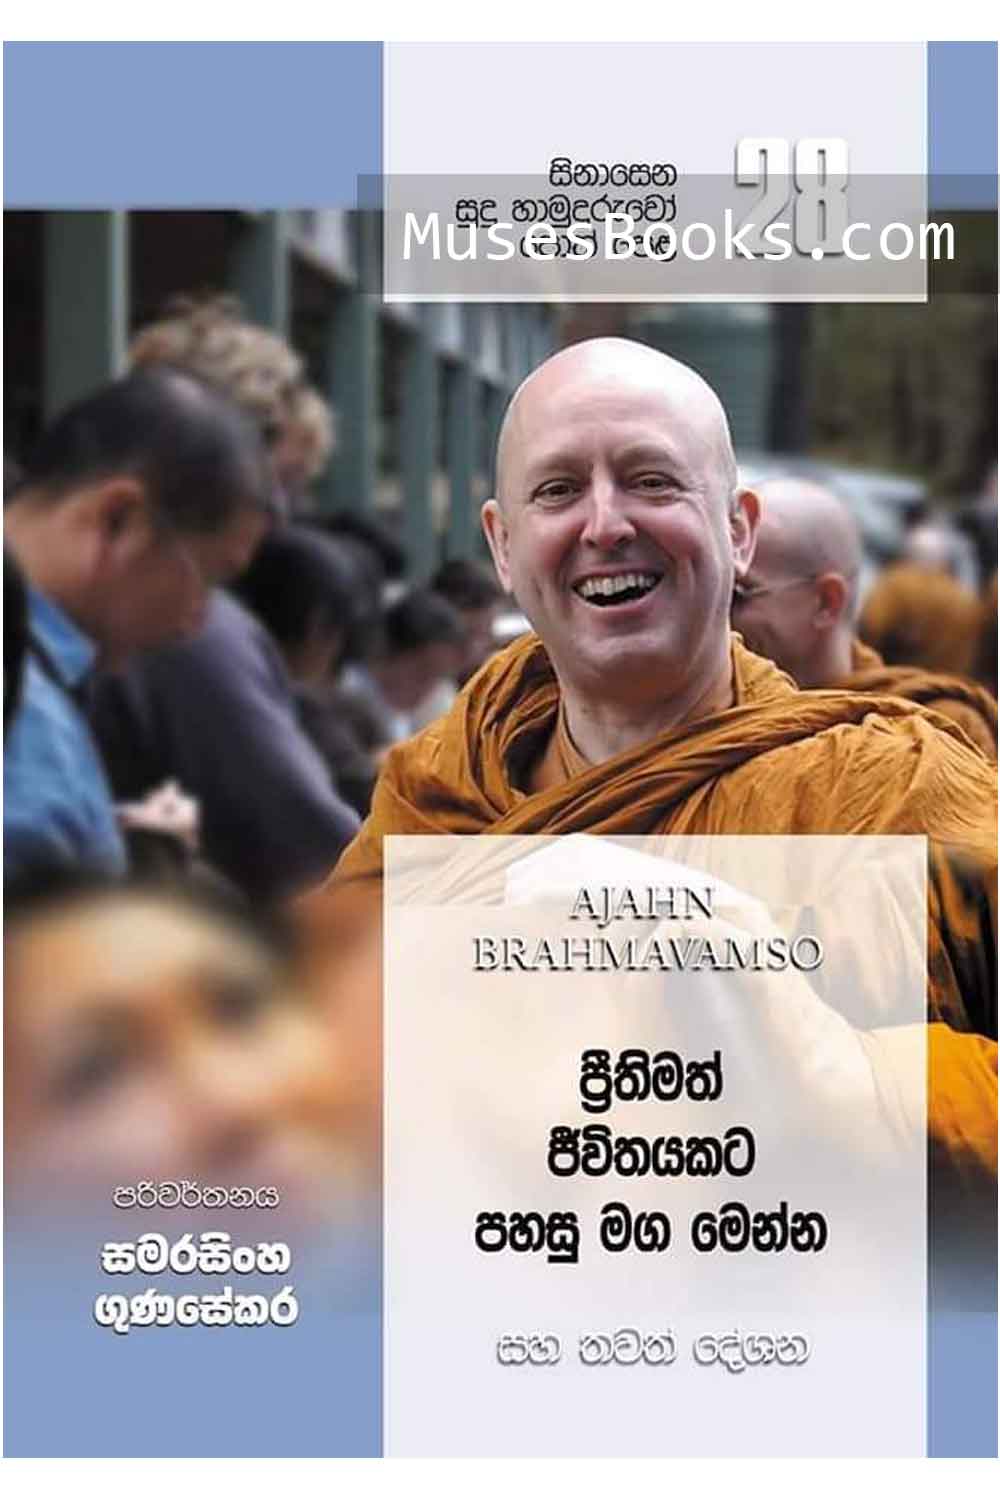 සිනාසෙන
සුදු හාමුදුරුවෝ
පොත් පෙළ
28
MusesBooks.com
AJAHN
BRAHMAVAMSO
ප්‍රීතිමත්
ජීවිතයකට
පහසු මග මෙන්න
සහ තවත් දේශන
පරිවර්තනය
සමරසිංහ
ගුණසේකර